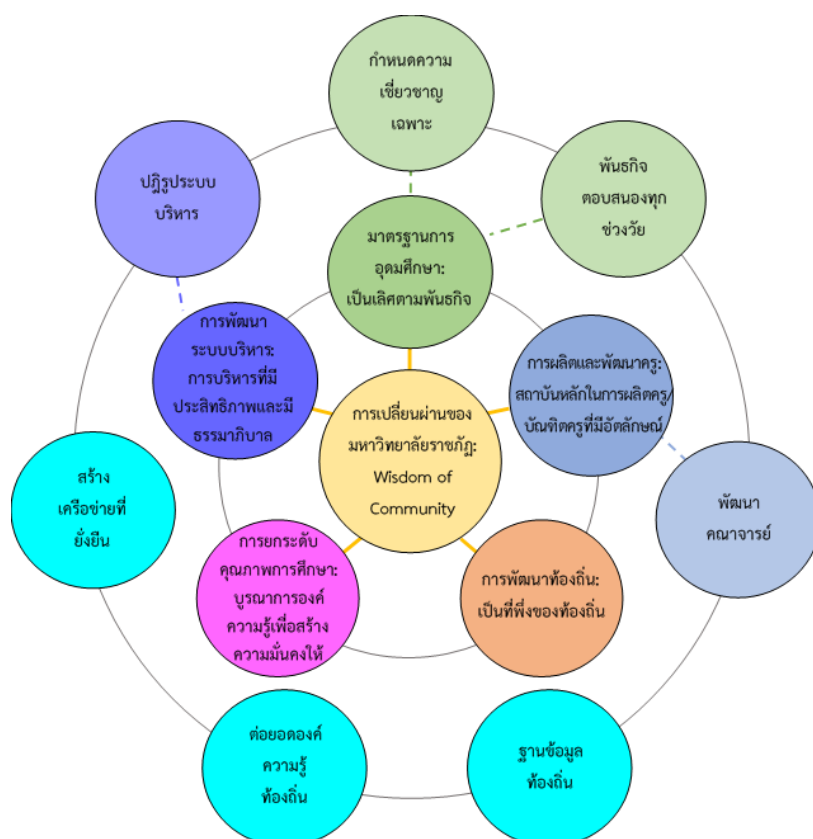 กำหนดความ
เชี่ยวชาญ
เฉพาะ
ปฎิรูประบบ
บริหาร
พันธกิจ
ตอบสนองทุก
ช่วงวัย
มาตรฐานการ
อุดมศึกษา:
เป็นเลิศตามพันธกิจ
การพัฒนา
ระบบบริหาร:
การบริหารที่มี
ประสิทธิภาพและมี
ธรรมาภิบาล
การผลิตและพัฒนาครู:
สถาบันหลักในการผลิตครู/
บัณฑิตครูที่มีอัตลักษณ์
การเปลี่ยนผ่านของ
มหาวิทยาลัยราชภัฏ:
Wisdom of
Community
สร้าง
เครือข่ายที่
ยั่งยืน
พัฒนา
คณาจารย์
การยกระดับ
คุณภาพการศึกษา:
บูรณาการองค์
ความรู้เพื่อสร้าง
ความมั่นคงให้
การพัฒนาท้องถิ่น:
เป็นที่พึ่งของท้องถิ่น
ต่อยอดองค์
ความรู้
ท้องถิ่น
ฐานข้อมูล
ท้องถิ่น